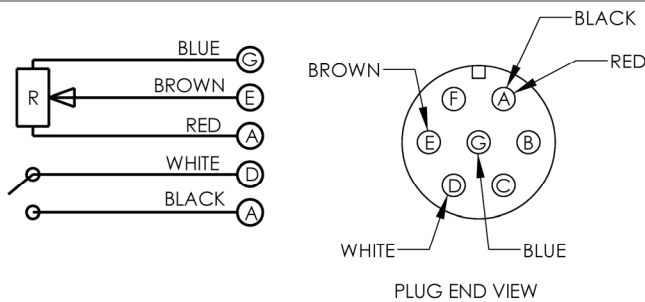 BLUE G
BROWN E
R
RED A
WHITE D
BLACK A
BLACK
RED
BROWN
F A
E G B
D C
WHITE
BLUE
PLUG END VIEW